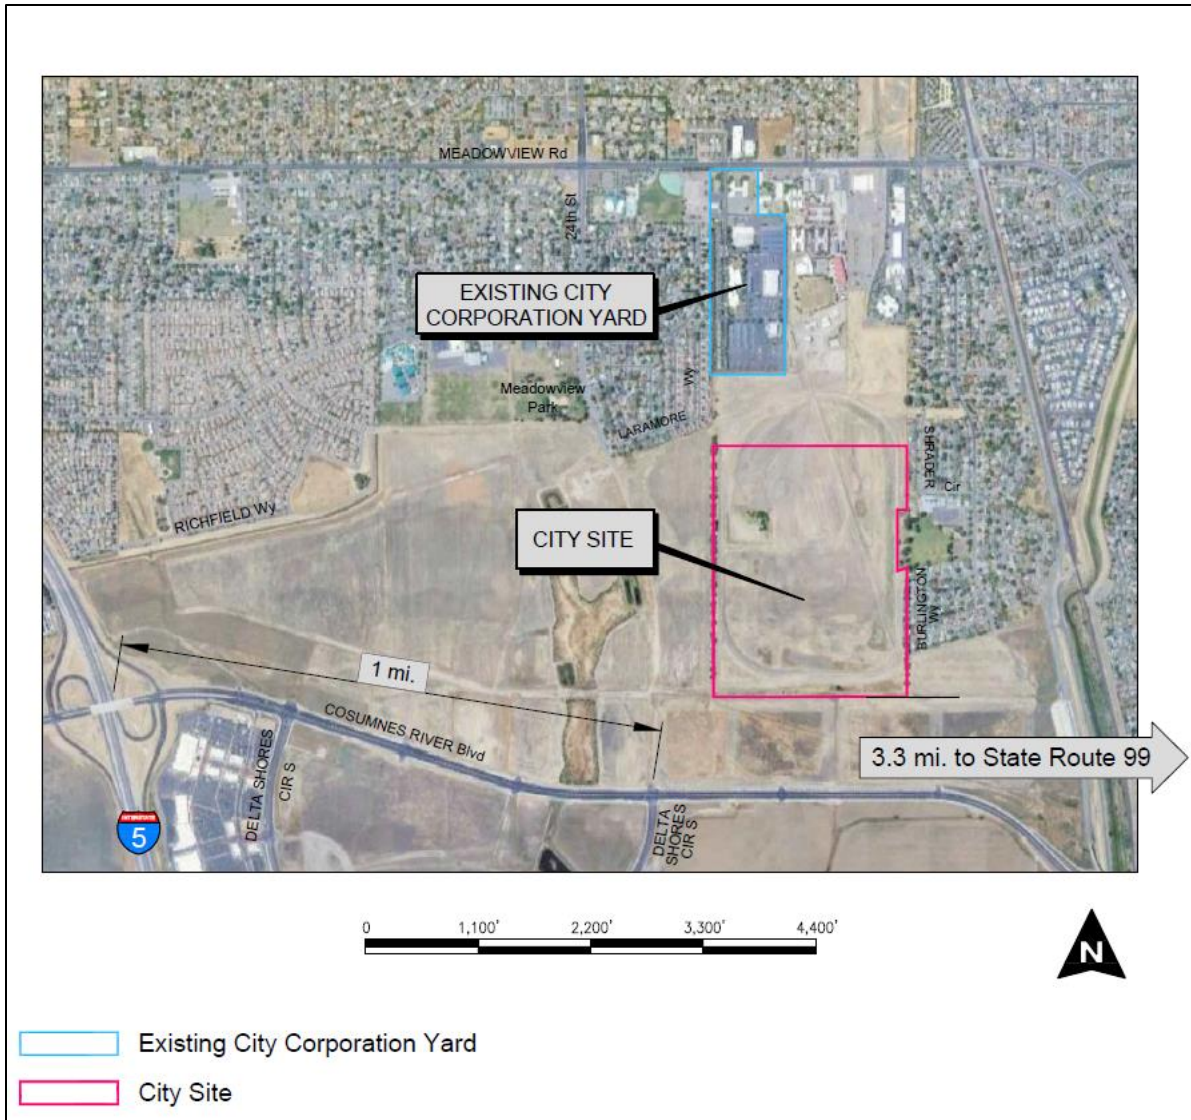 MEADOWVIEW Rd
24th St
EXISTING CITY
CORPORATION YARD
Meadowview
Park
Wy
LARAMORE
SHRADER
Cir
RICHFIELD Wy
CITY SITE
BURLINGTON
Wy
1 mi.
COSUMNES RIVER Blvd
DELTA SHORES
CIR S
3.3 mi. to State Route 99
INTERSTATE
5
DELTA
SHORES
CIR S
0 1,100' 2,200' 3,300' 4,400'
N
Existing City Corporation Yard
City Site